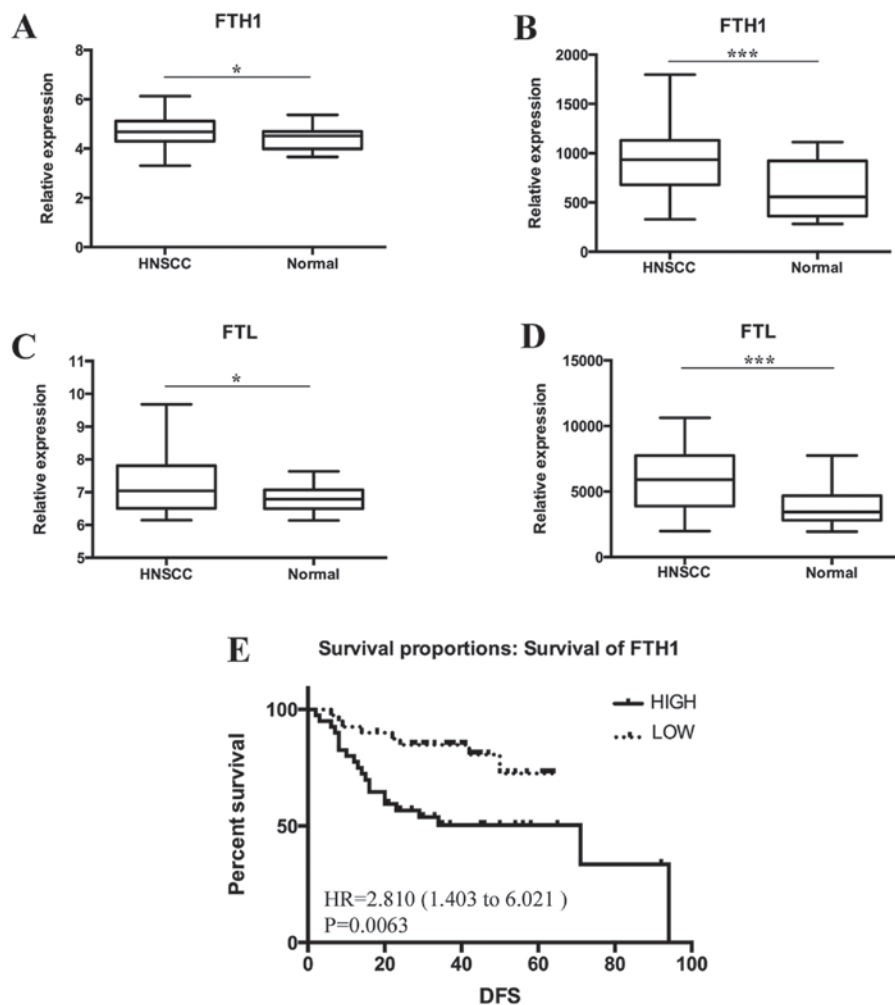 A
FTH1
Relative expression
8
6
4
2
0
*
HNSCC
Normal
B
FTH1
Relative expression
2000
1500
1000
500
0
***
HNSCC
Normal
C
FTL
Relative expression
11
10
9
8
7
6
5
*
HNSCC
Normal
D
FTL
Relative expression
15000
10000
5000
0
***
HNSCC
Normal
E
Survival proportions: Survival of FTH1
Percent survival
100
50
0
HIGH
LOW
HR=2.810 (1.403 to 6.021 )
P=0.0063
0 20 40 60 80 100
DFS